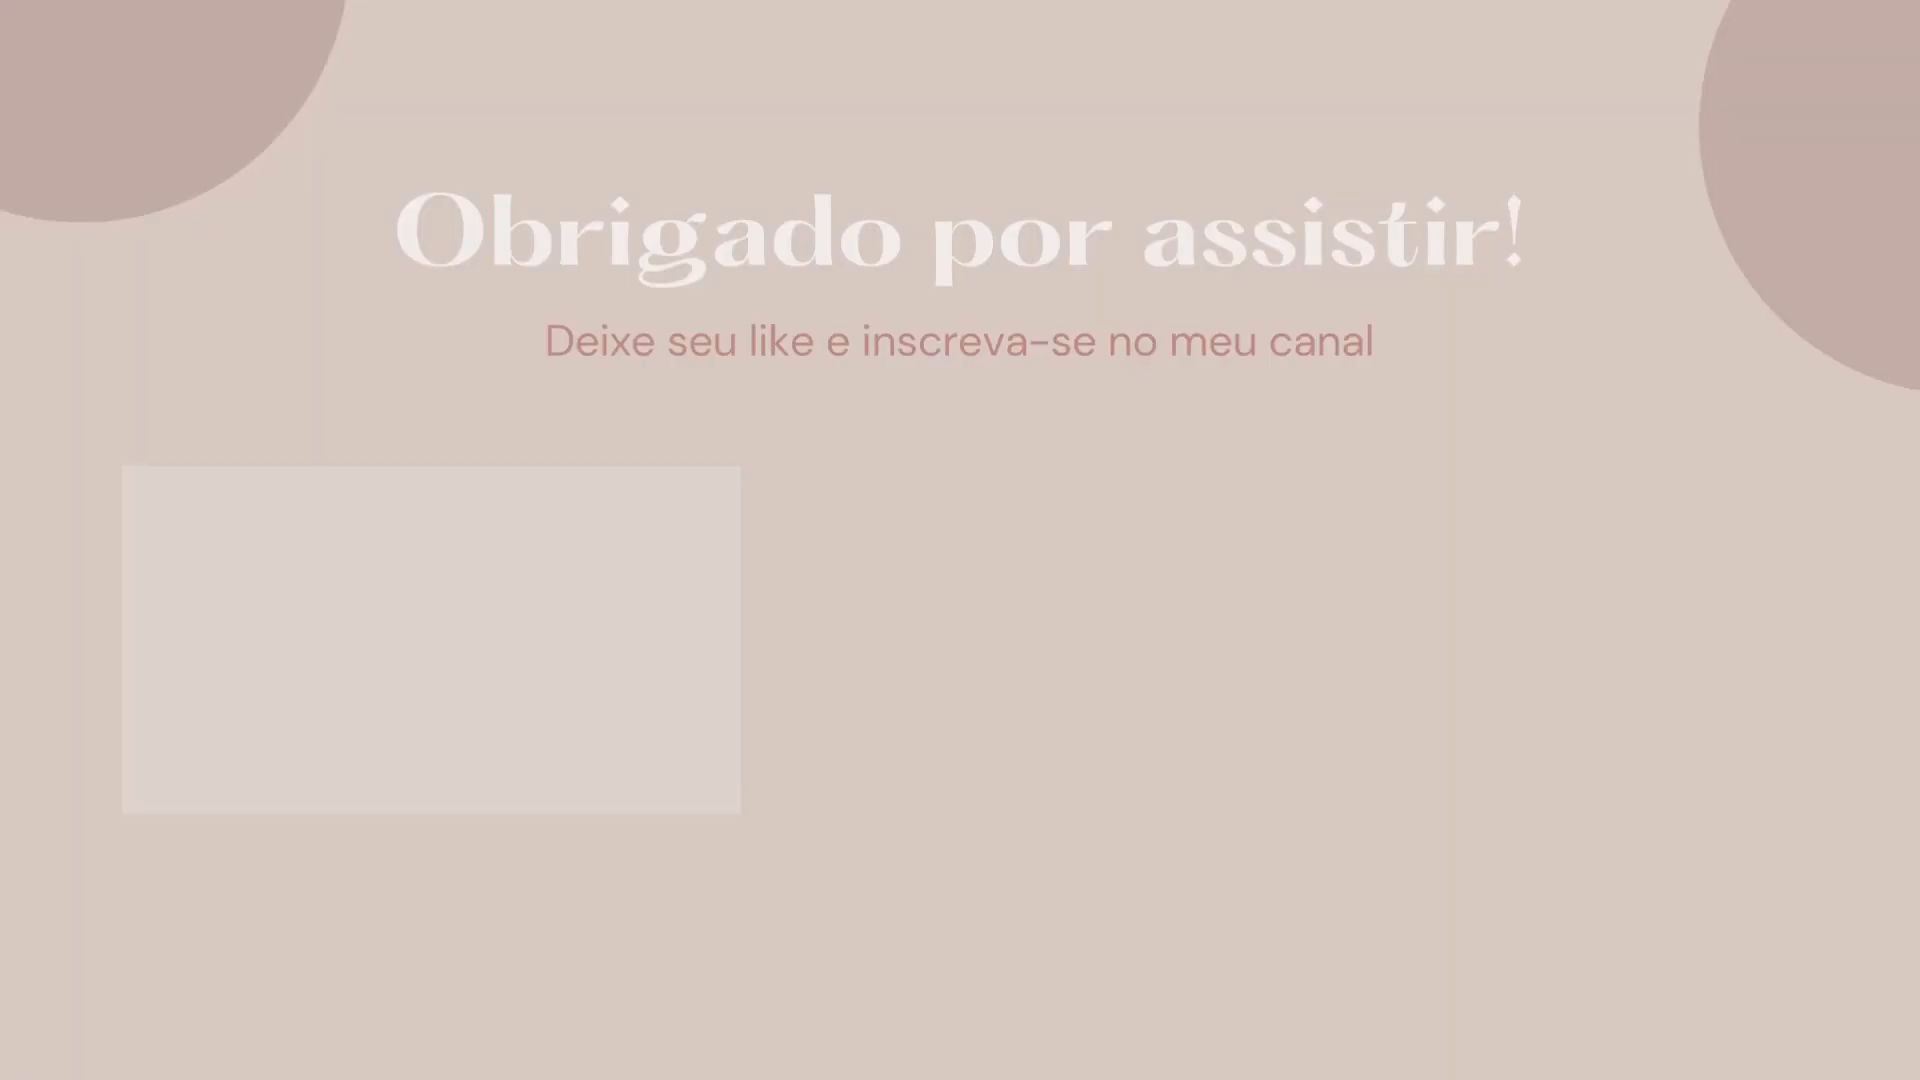 Obrigado por assistir!
Deixe seu like e inscreva-se no meu canal